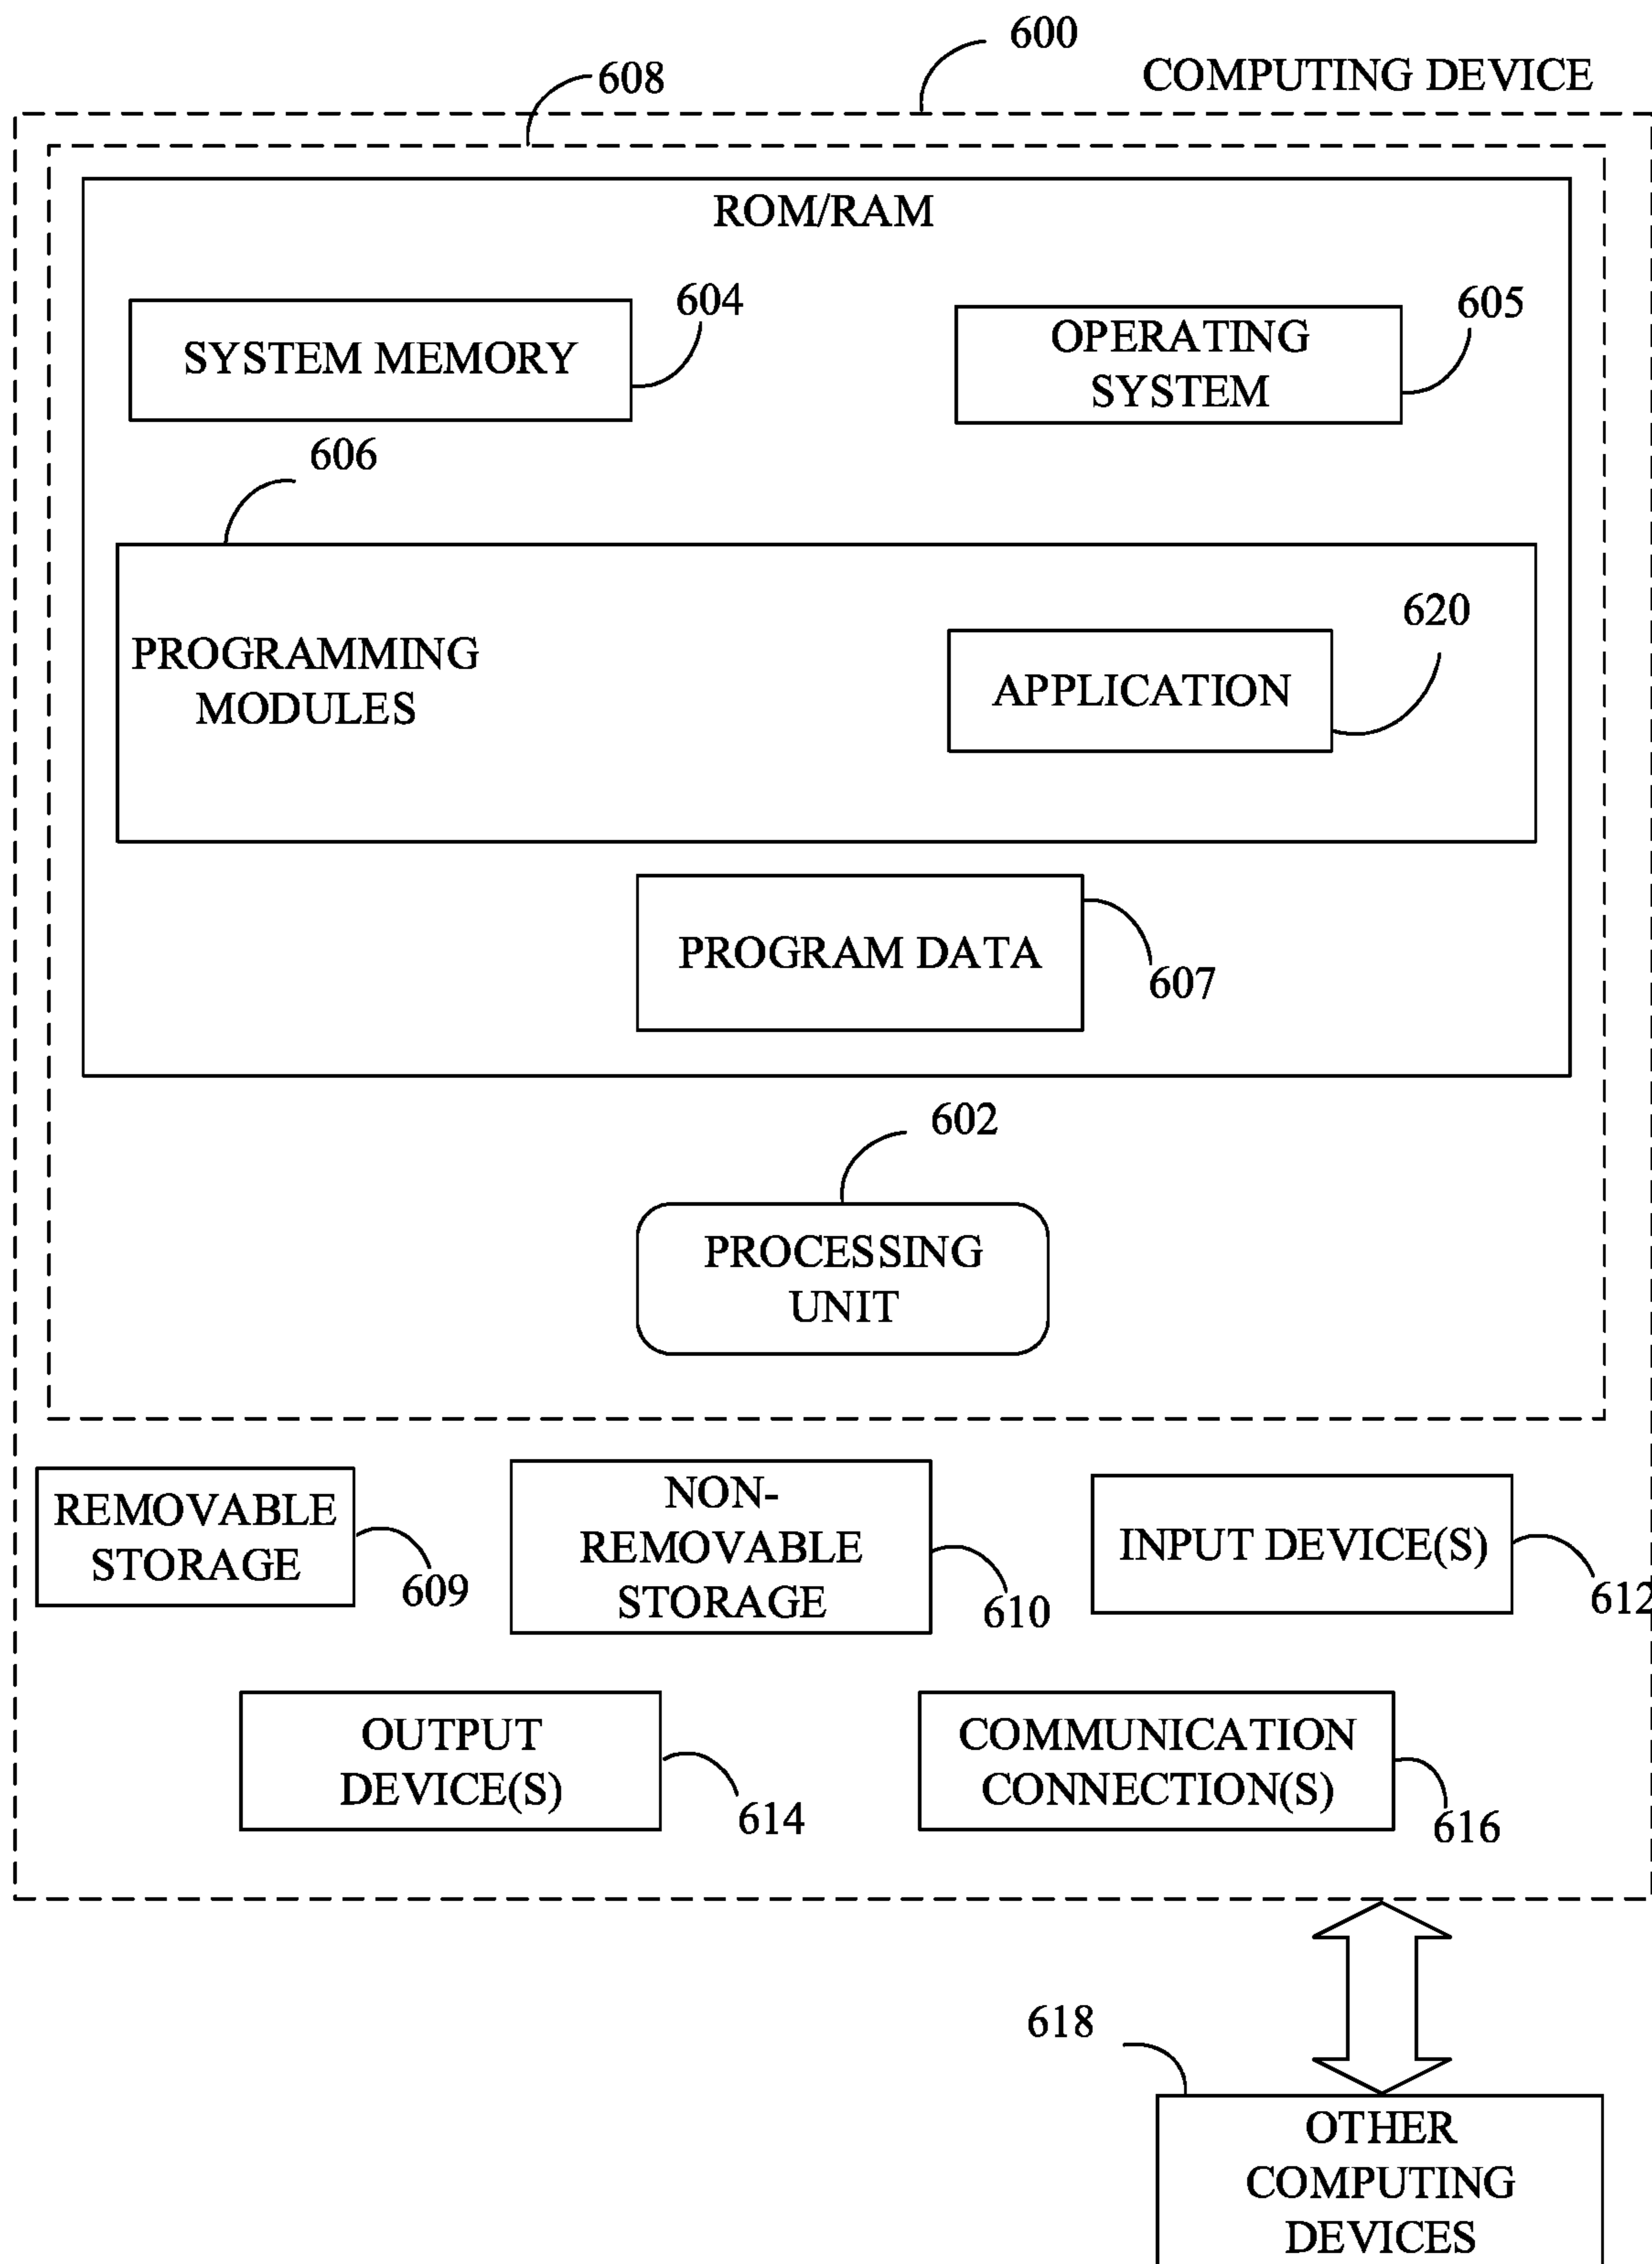 600
608
COMPUTING DEVICE
ROM/RAM
604
605
SYSTEM MEMORY
OPERATING
SYSTEM
606
620
PROGRAMMING
MODULES
APPLICATION
PROGRAM DATA
607
602
PROCESSING
UNIT
REMOVABLE
STORAGE
609
NON-
REMOVABLE
STORAGE
610
INPUT DEVICE(S)
612
OUTPUT
DEVICE(S)
614
COMMUNICATION
CONNECTION(S)
616
618
OTHER
COMPUTING
DEVICES